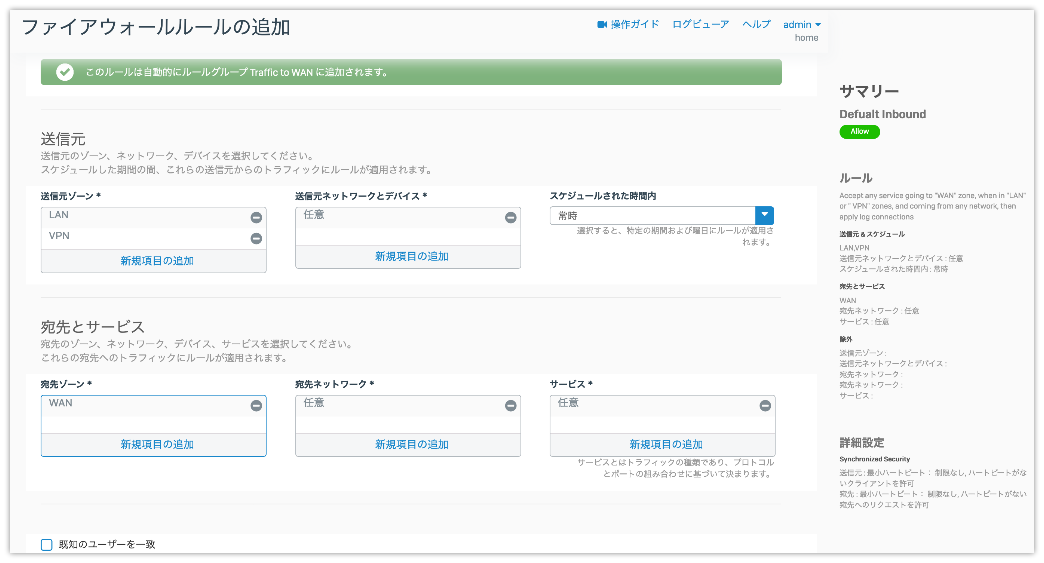 ファイアウォールルールの追加
操作ガイド ログビューア ヘルプ admin
home
このルールは自動的にルールグループ Traffic to WAN に追加されます。
送信元
送信元のゾーン、ネットワーク、デバイスを選択してください。
スケジュールした期間の間、これらの送信元からのトラフィックにルールが適用されます。
送信元ゾーン *
LAN
VPN
新規項目の追加
送信元ネットワークとデバイス *
任意
新規項目の追加
スケジュールされた時間内
常時
選択すると、特定の期間および曜日にルールが適用さ
れます。
宛先とサービス
宛先のゾーン、ネットワーク、デバイス、サービスを選択してください。
これらの宛先へのトラフィックにルールが適用されます。
宛先ゾーン *
WAN
新規項目の追加
宛先ネットワーク *
任意
新規項目の追加
サービス *
任意
新規項目の追加
サービスとはトラフィックの種類であり、プロトコル
とポートの組み合わせに基づいて決まります。
既知のユーザーを一致
サマリー
Defualt Inbound
Allow
ルール
Accept any service going to "WAN" zone, when in "LAN"
or " VPN" zones, and coming from any network, then
apply log connections
送信元 & スケジュール
LAN,VPN
送信元ネットワークとデバイス : 任意
スケジュールされた時間内 : 常時
宛先とサービス
WAN
宛先ネットワーク : 任意
サービス : 任意
除外
送信元ゾーン :
送信元ネットワークとデバイス :
宛先ネットワーク :
宛先ネットワーク :
サービス :
詳細設定
Synchronized Security
送信元 : 最小ハートビート : 制限なし, ハートビートがな
いクライアントを許可
宛先 : 最小ハートビート : 制限なし, ハートビートがない
宛先へのリクエストを許可